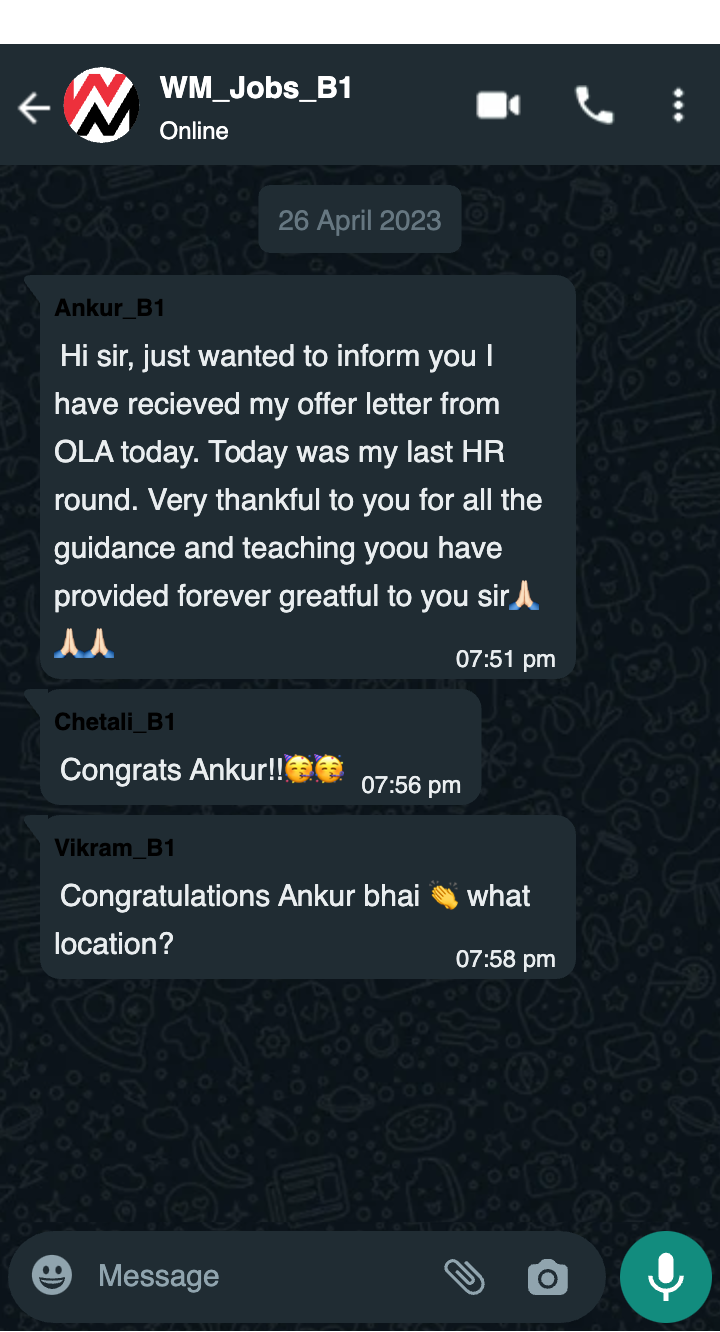 WM_Jobs_B1
Online
26 April 2023
Ankur_B1
Hi sir, just wanted to inform you I
have recieved my offer letter from
OLA today. Today was my last HR
round. Very thankful to you for all the
guidance and teaching yoou have
provided forever greatful to you sir🙏🏻
🙏🏻🙏🏻
07:51 pm
Chetali_B1
Congrats Ankur!!🥳🥳 07:56 pm
Vikram_B1
Congratulations Ankur bhai 👏 what
location?
07:58 pm
Message